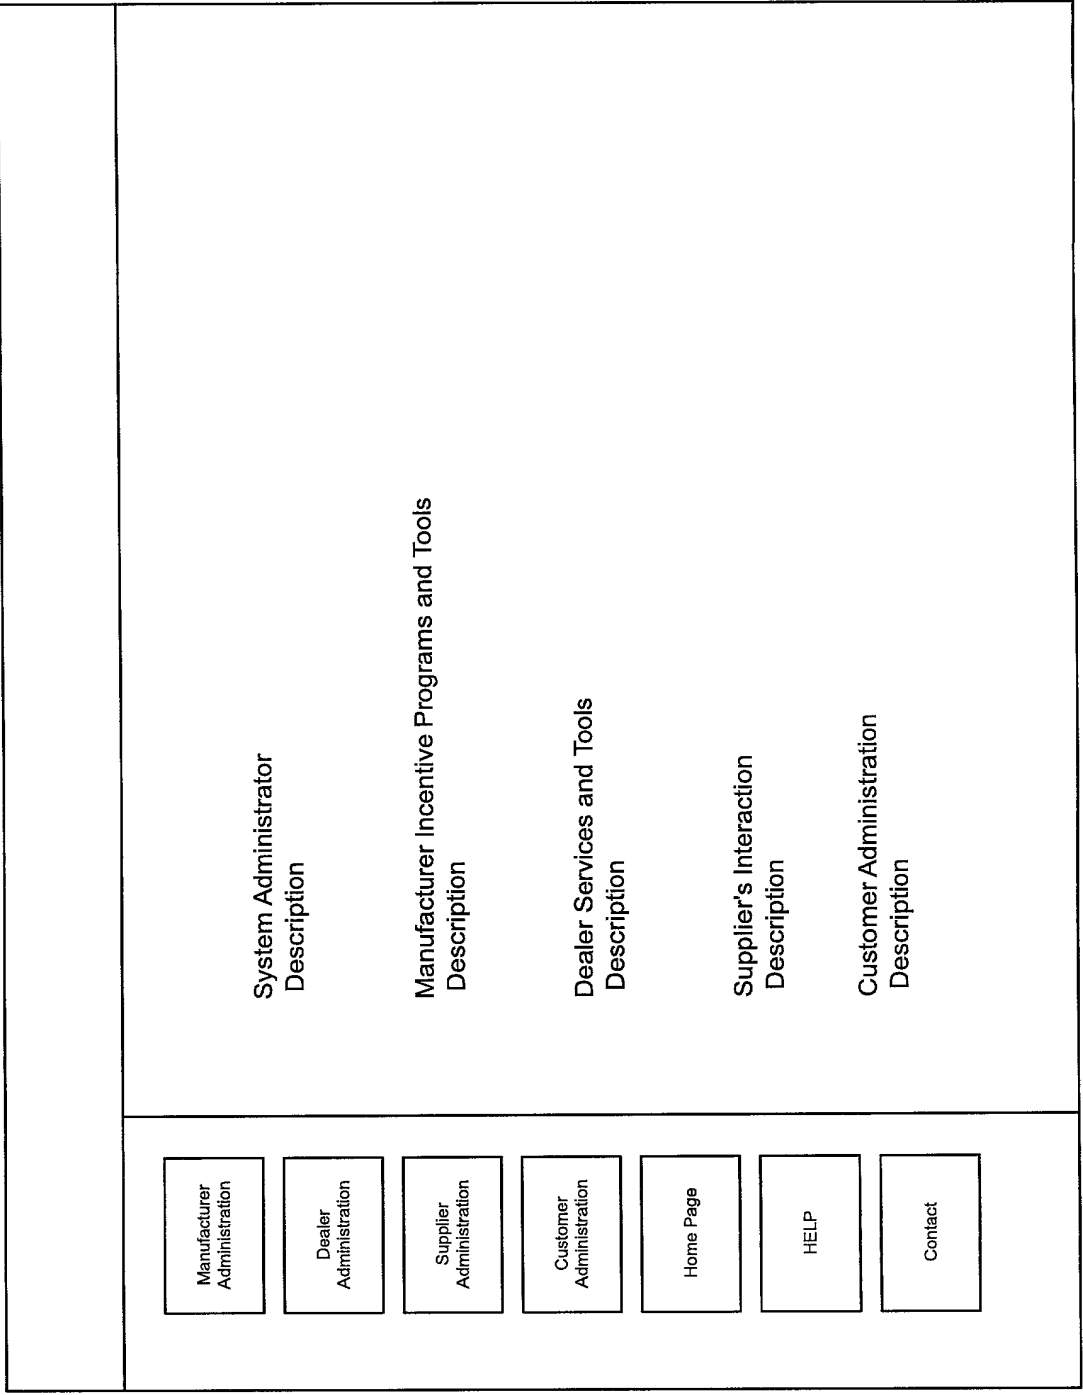 Manufacturer
Administration
Dealer
Administration
Supplier
Administration
Customer
Administration
Home Page
HELP
Contact
System Administrator
Description
Manufacturer Incentive Programs and Tools
Description
Dealer Services and Tools
Description
Supplier's Interaction
Description
Customer Administration
Description